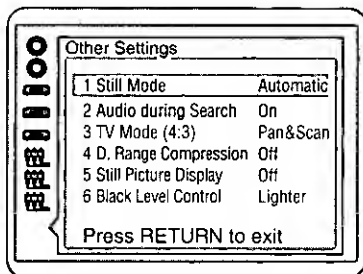 Other Settings
1 Still Mode Automatic
2 Audio during Search On
3 TV Mode (4:3) Pan&Scan
4 D. Range Compression Off
5 Still Picture Display Off
6 Black Level Control Lighter
Press RETURN to exit